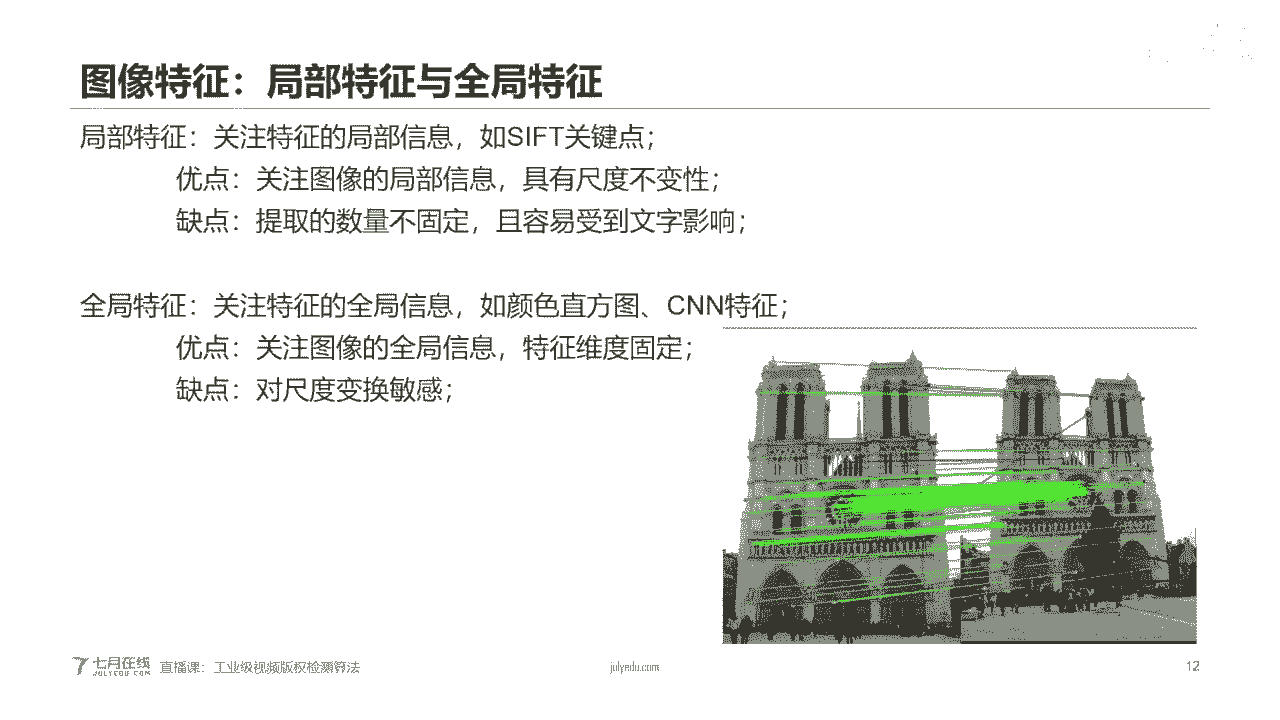 图像特征：局部特征与全局特征
局部特征：关注特征的局部信息，如SIFT关键点；
优点：关注图像的局部信息，具有尺度不变性；
缺点：提取的数量不固定，且容易受到文字影响；
全局特征：关注特征的全局信息，如颜色直方图、CNN特征；
优点：关注图像的全局信息，特征维度固定；
缺点：对尺度变换敏感；
七月在线
JULYEDU.COM
直播课：工业级视频版权检测算法
julyedu.com
12